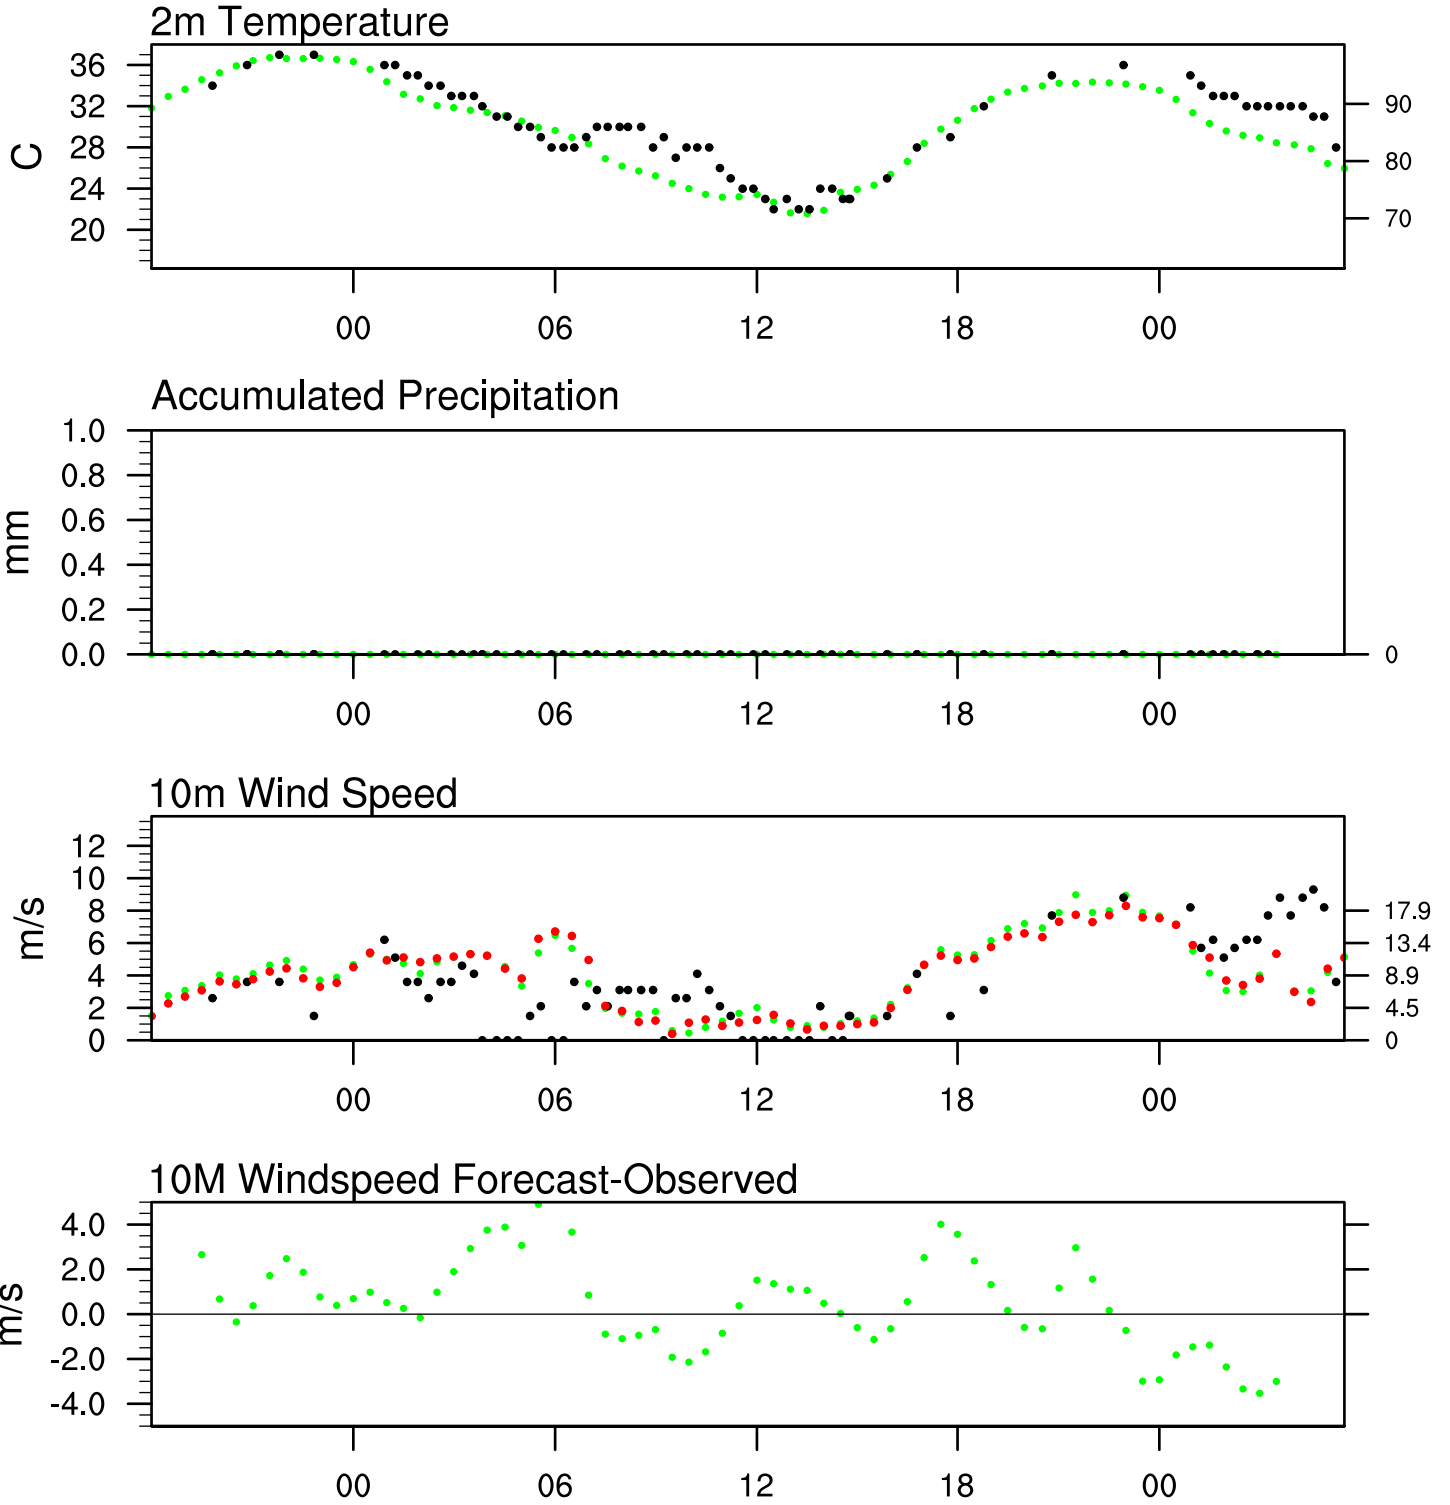 2m Temperature
36
32
28
24
20
C
90
80
70
00 06 12 18 00
Accumulated Precipitation
1.0
0.8
0.6
0.4
0.2
0.0
mm
0
00 06 12 18 00
10m Wind Speed
12
10
8
6
4
2
0
m/s
17.9
13.4
8.9
4.5
0
00 06 12 18 00
10M Windspeed Forecast-Observed
4.0
2.0
0.0
-2.0
-4.0
m/s
00 06 12 18 00